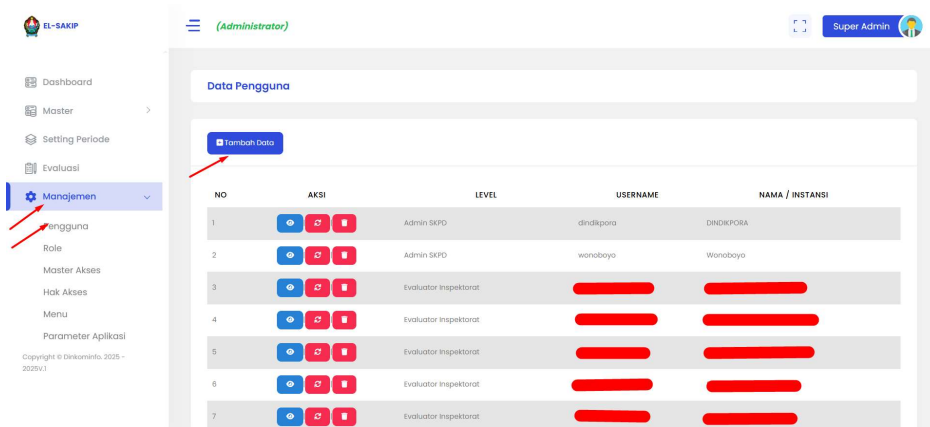 EL-SAKIP
(Administrator)
Super Admin
Dashboard
Master
Setting Periode
Evaluasi
Manajemen
Pengguna
Role
Master Akses
Hak Akses
Menu
Parameter Aplikasi
Copyright © Dinkominfo. 2025 -
2025V.1
Data Pengguna
Tambah Data
NO AKSI LEVEL USERNAME NAMA / INSTANSI
1 Admin SKPD dindikpora DINDIKPORA
2 Admin SKPD wonoboyo Wonoboyo
3 Evaluator Inspektorat
4 Evaluator Inspektorat
5 Evaluator Inspektorat
6 Evaluator Inspektorat
7 Evaluator Inspektorat